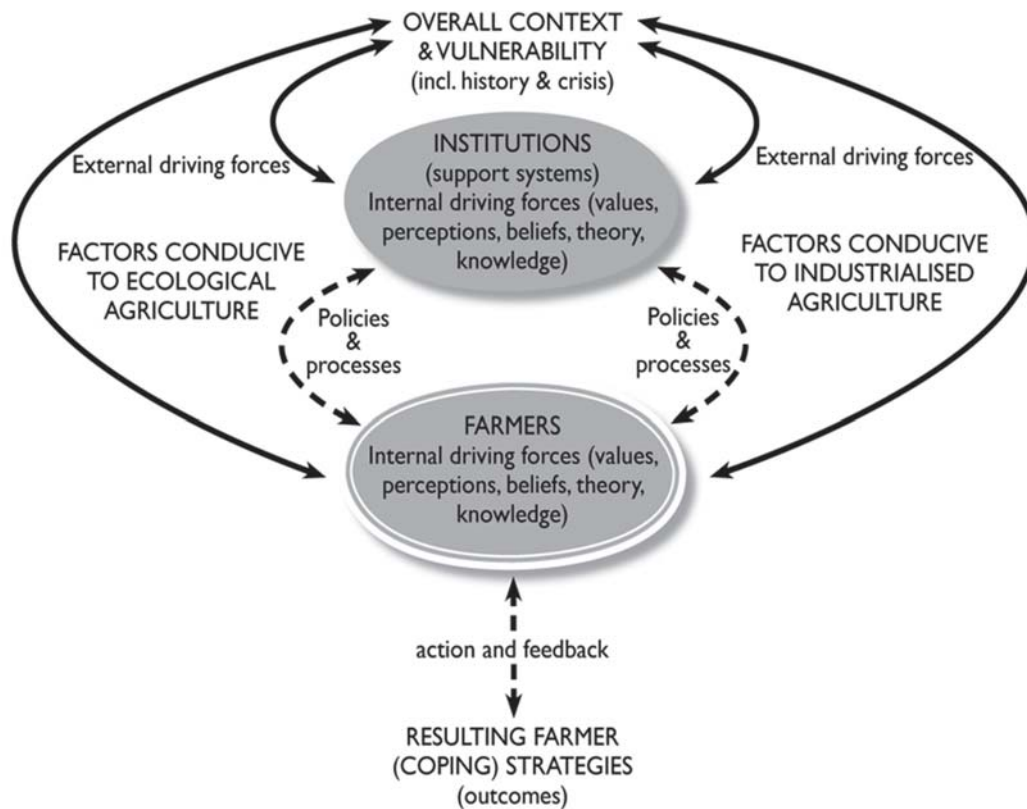 OVERALL CONTEXT
& VULNERABILITY
(incl. history & crisis)
INSTITUTIONS
(support systems)
Internal driving forces (values,
perceptions, beliefs, theory,
knowledge)
External driving forces
External driving forces
FACTORS CONDUCIVE
TO ECOLOGICAL
AGRICULTURE
FACTORS CONDUCIVE
TO INDUSTRIALISED
AGRICULTURE
Policies
&
processes
Policies
&
processes
FARMERS
Internal driving forces (values,
perceptions, beliefs, theory,
knowledge)
action and feedback
RESULTING FARMER
(COPING) STRATEGIES
(outcomes)